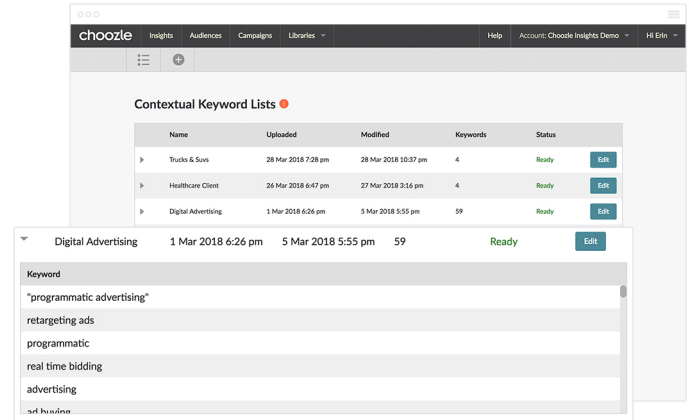 choozle Insights Audiences Campaigns Libraries Help Account: Choozle Insights Demo Hi Erin
Contextual Keyword Lists
Name Uploaded Modified Keywords Status
Trucks & Suvs 28 Mar 2018 7:28 pm 28 Mar 2018 10:37 pm 4 Ready Edit
Healthcare Client 26 Mar 2018 6:47 pm 27 Mar 2018 3:16 pm 4 Ready Edit
Digital Advertising 1 Mar 2018 6:26 pm 5 Mar 2018 5:55 pm 59 Ready Edit
Digital Advertising 1 Mar 2018 6:26 pm 5 Mar 2018 5:55 pm 59 Ready Edit
Keyword
"programmatic advertising"
retargeting ads
programmatic
real time bidding
advertising
ad buying